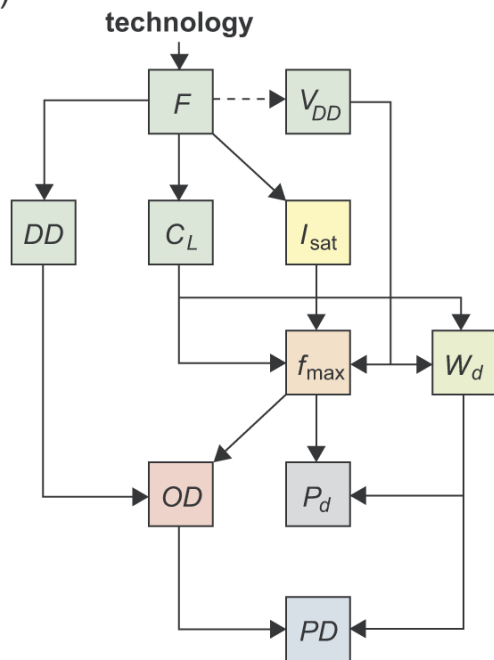 )
technology
F
V_DD
DD
C_L
I_sat
f_max
W_d
OD
P_d
PD